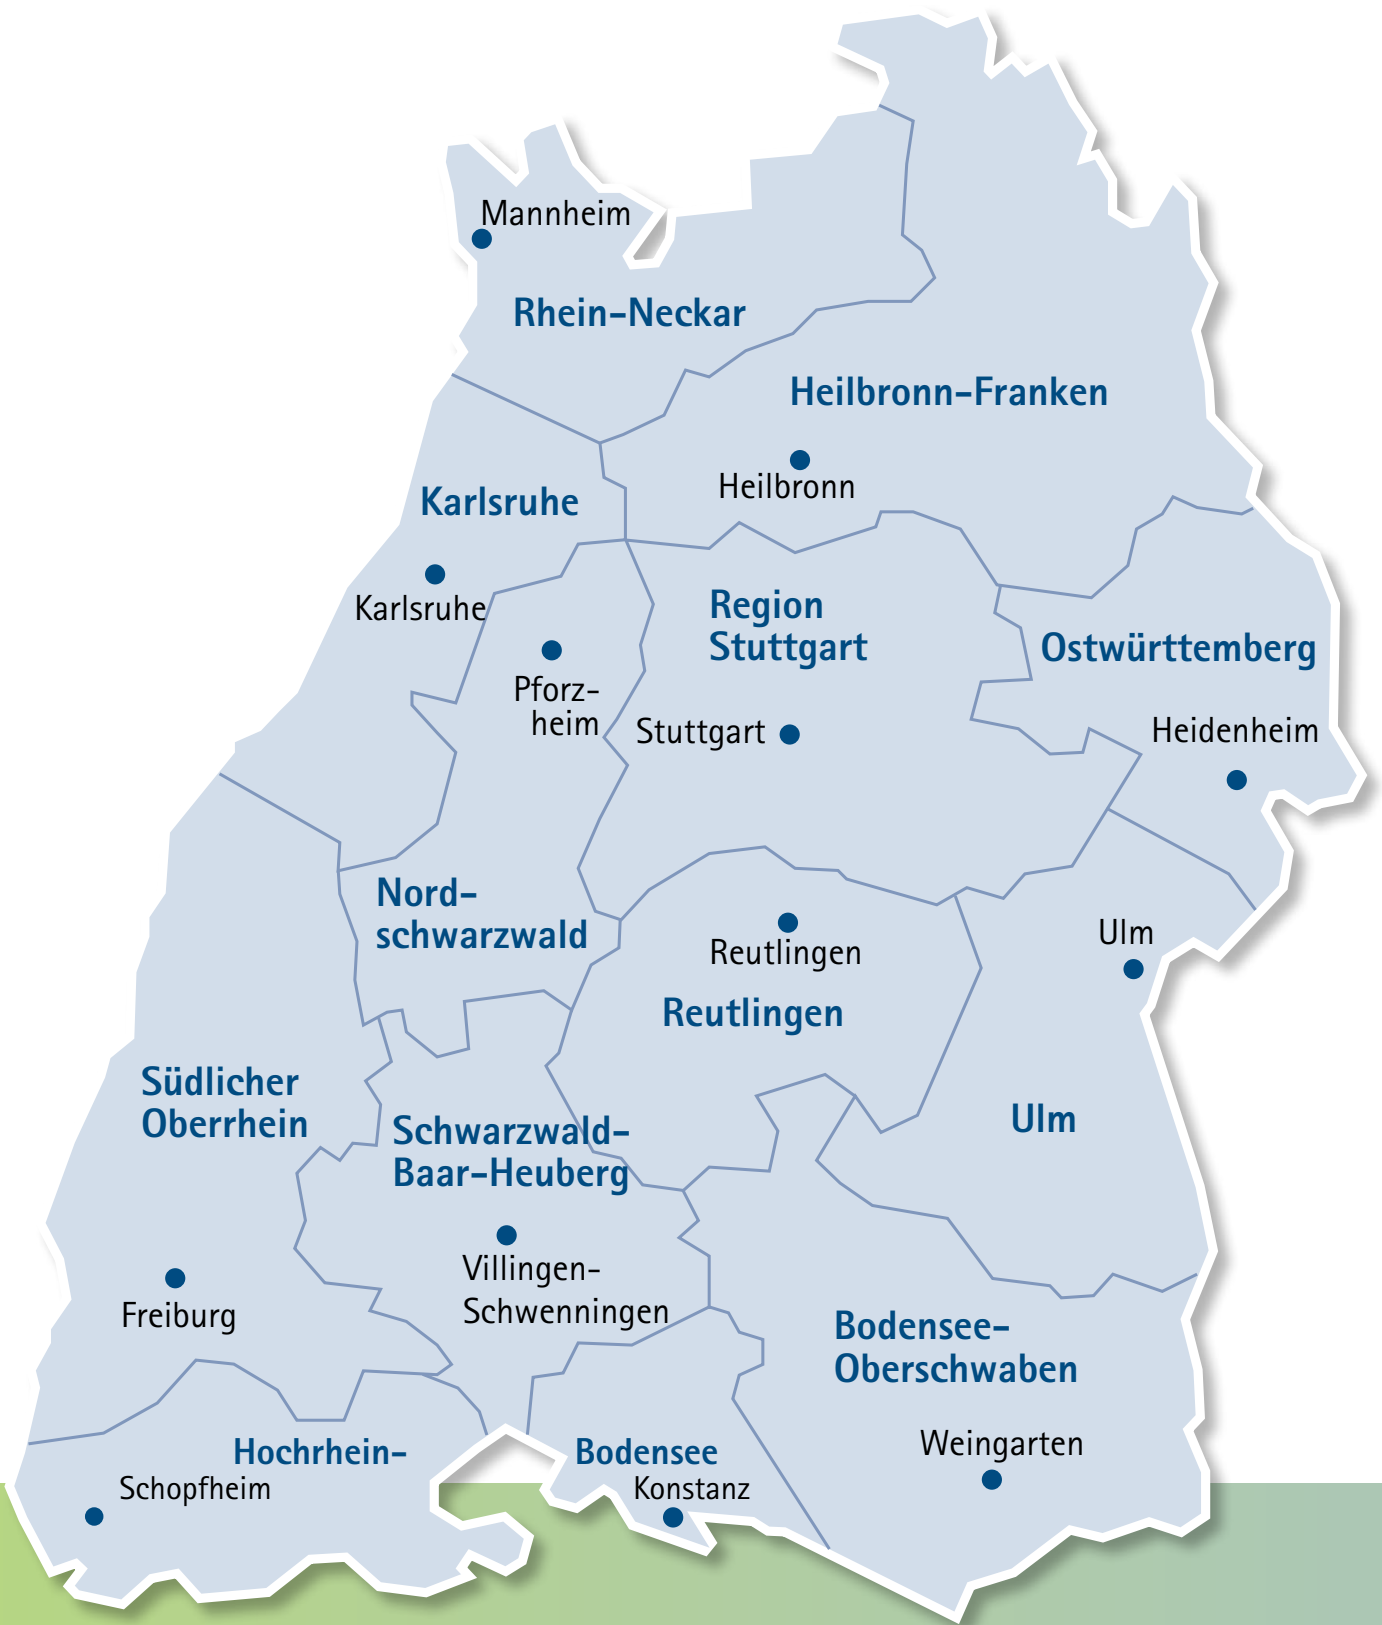 Mannheim
Rhein-Neckar
Heilbronn-Franken
Heilbronn
Karlsruhe
Karlsruhe
Region
Stuttgart
Ostwürttemberg
Pforz-
heim
Stuttgart
Heidenheim
Nord-
schwarzwald
Reutlingen
Reutlingen
Ulm
Ulm
Südlicher
Oberrhein
Schwarzwald-
Baar-Heuberg
Villingen-
Schwenningen
Freiburg
Bodensee-
Oberschwaben
Weingarten
Hochrhein-
Bodensee
Schopfheim
Konstanz